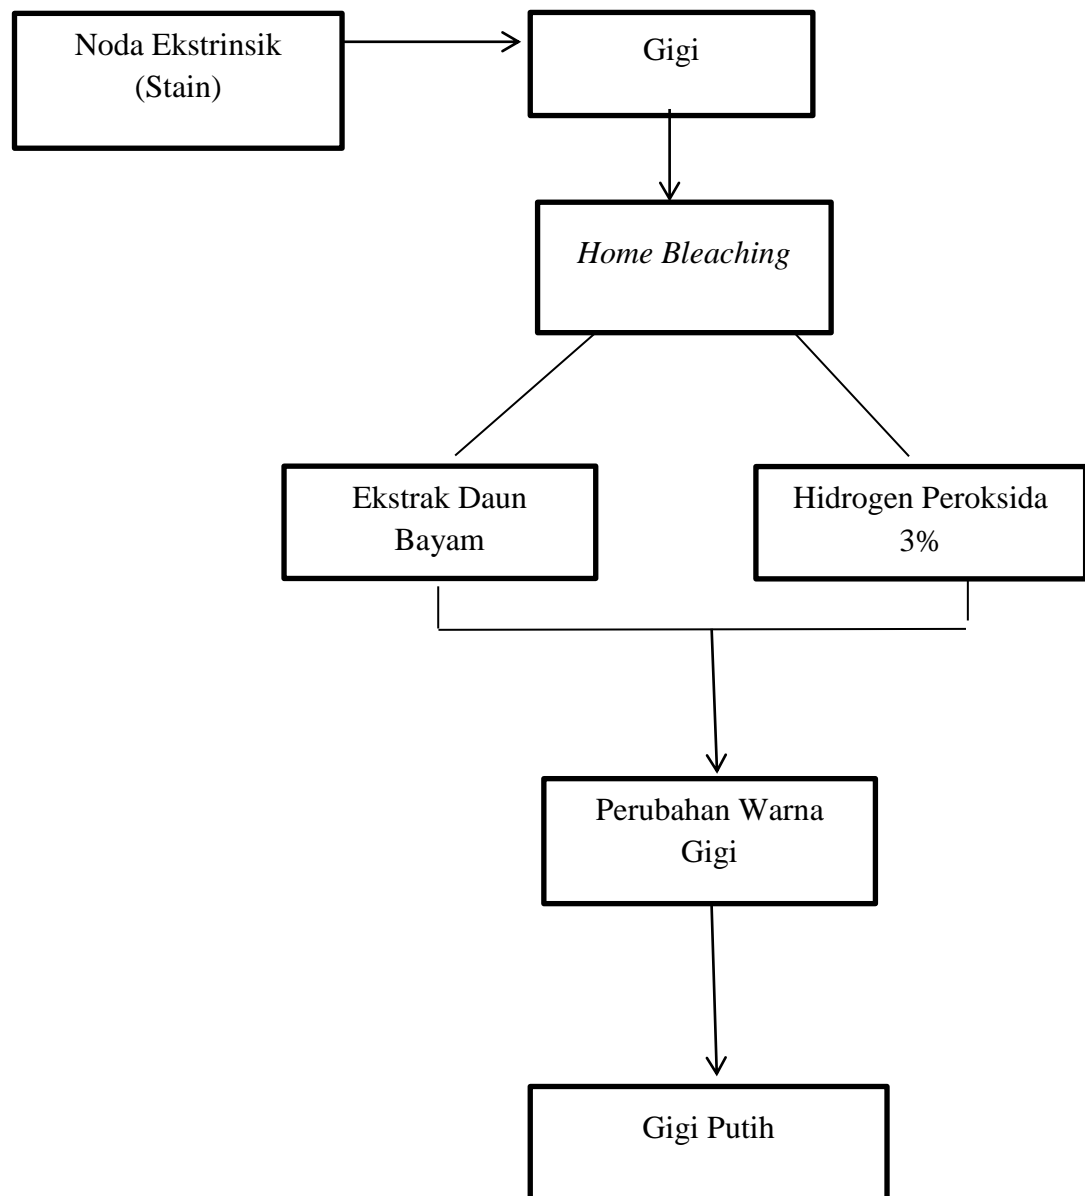 Noda Ekstrinsik
(Stain)
Gigi
Home Bleaching
Ekstrak Daun
Bayam
Hidrogen Peroksida
3%
Perubahan Warna
Gigi
Gigi Putih